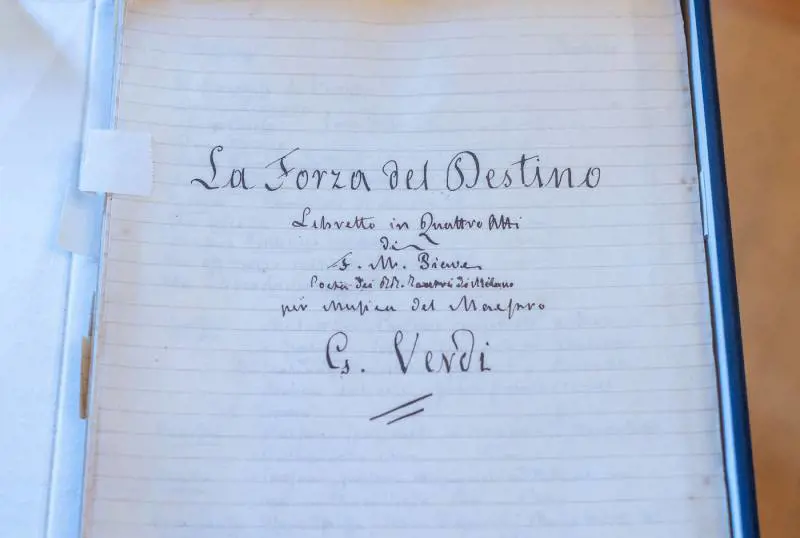 La Forza del Destino
Libretto in Quattro Atti
di
F. M. Piave
Poeta dei RR. Teatri di Milano
per Musica del Maestro
G. Verdi